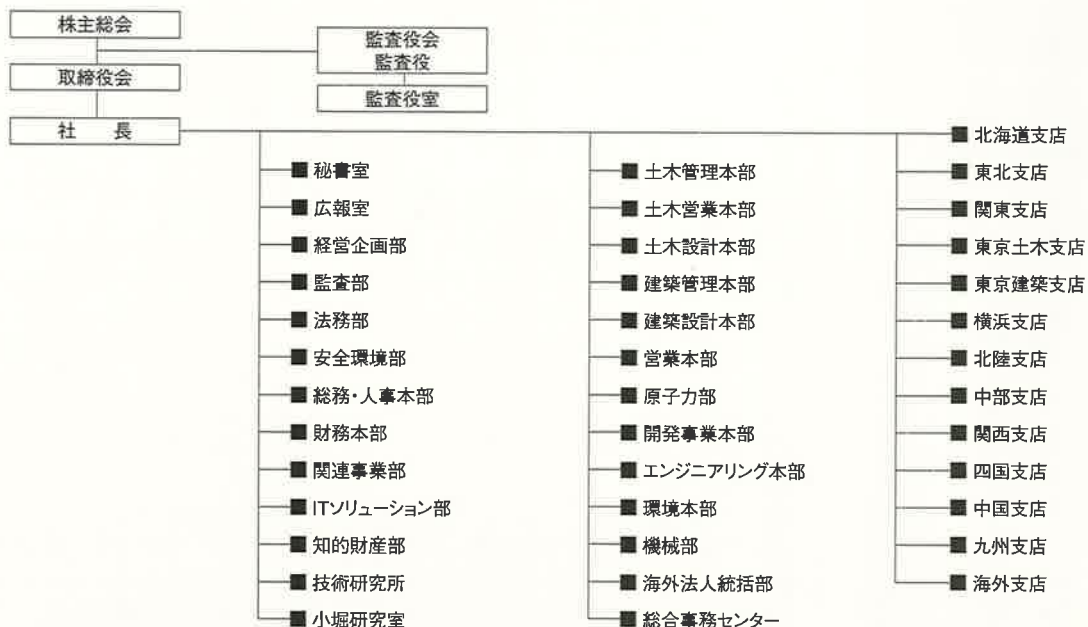 株主総会
監査役会
監査役
取締役会
監査役室
社　長
秘書室
広報室
経営企画部
監査部
法務部
安全環境部
総務・人事本部
財務本部
関連事業部
ITソリューション部
知的財産部
技術研究所
小堀研究室
土木管理本部
土木営業本部
土木設計本部
建築管理本部
建築設計本部
営業本部
原子力部
開発事業本部
エンジニアリング本部
環境本部
機械部
海外法人統括部
総合事務センター
北海道支店
東北支店
関東支店
東京土木支店
東京建築支店
横浜支店
北陸支店
中部支店
関西支店
四国支店
中国支店
九州支店
海外支店